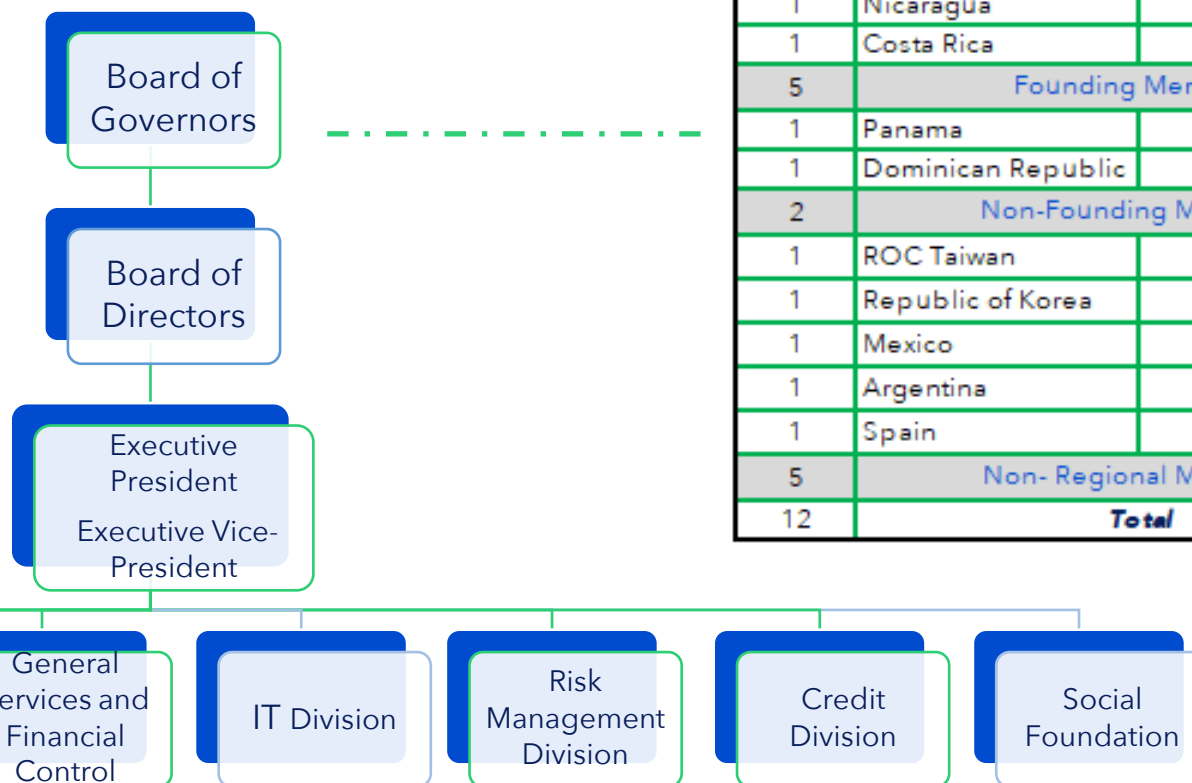 Board of
Governors
Board of
Directors
Executive
President
Executive Vice-
President
1 Nicaragua
1 Costa Rica
5 Founding Mer
1 Panama
1 Dominican Republic
2 Non-Founding M
1 ROC Taiwan
1 Republic of Korea
1 Mexico
1 Argentina
1 Spain
5 Non- Regional M
12 Total
General
ervices and
Financial
Control
IT Division
Risk
Management
Division
Credit
Division
Social
Foundation